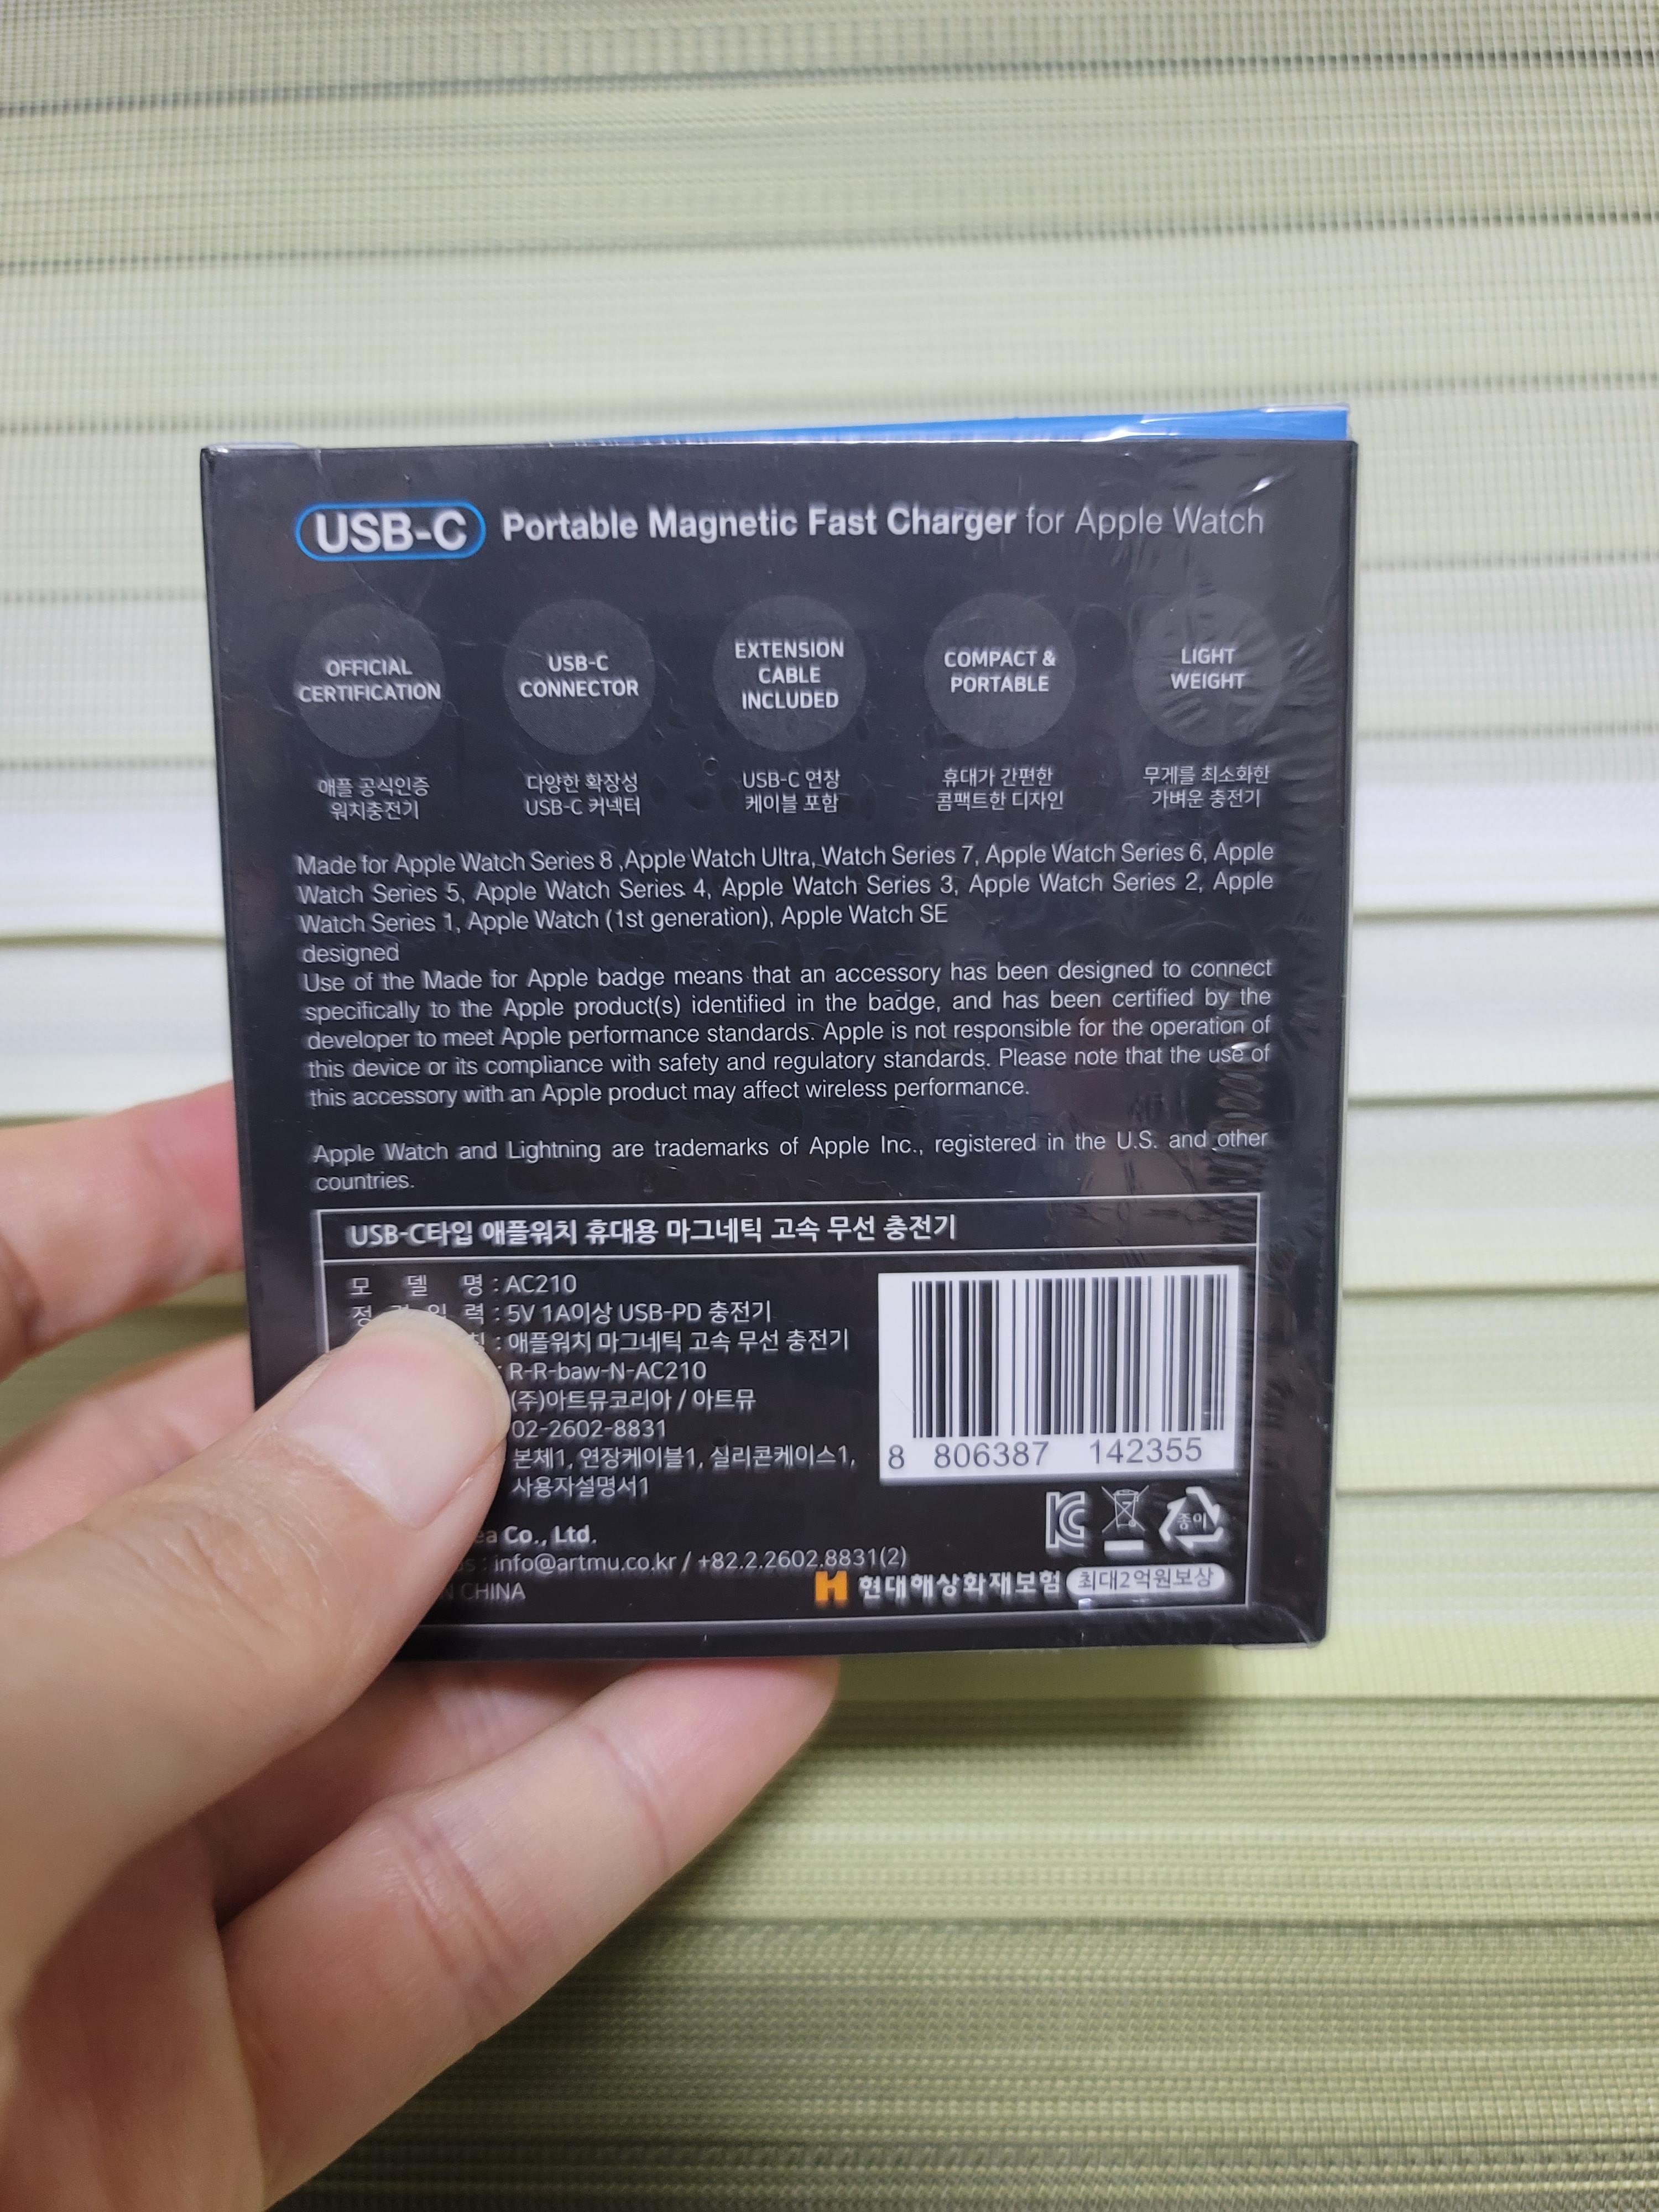 USB-C Portable Magnetic Fast Charger for Apple Watch
OFFICIAL
CERTIFICATION
USB-C
CONNECTOR
EXTENSION
CABLE
INCLUDED
COMPACT &
PORTABLE
LIGHT
WEIGHT
애플 공식인증
워치충전기
다양한 확장성
USB-C 커넥터
USB-C 연장
케이블 포함
휴대가 간편한
콤팩트한 디자인
무게를 최소화한
가벼운 충전기
Made for Apple Watch Series 8 ,Apple Watch Ultra, Watch Series 7, Apple Watch Series 6, Apple
Watch Series 5, Apple Watch Series 4, Apple Watch Series 3, Apple Watch Series 2, Apple
Watch Series 1, Apple Watch (1st generation), Apple Watch SE
designed
Use of the Made for Apple badge means that an accessory has been designed to connect
specifically to the Apple product(s) identified in the badge, and has been certified by the
developer to meet Apple performance standards. Apple is not responsible for the operation of
this device or its compliance with safety and regulatory standards. Please note that the use of
this accessory with an Apple product may affect wireless performance.
Apple Watch and Lightning are trademarks of Apple Inc., registered in the U.S. and other
countries.
USB-C타입 애플워치 휴대용 마그네틱 고속 무선 충전기
모 델 명 : AC210
정 력 : 5V 1A이상 USB-PD 충전기
: 애플워치 마그네틱 고속 무선 충전기
: R-R-baw-N-AC210
(주)아트뮤코리아 / 아트뮤
02-2602-8831
본체1, 연장케이블1, 실리콘케이스1,
사용자설명서1
8 806387 142355
종이
Co., Ltd.
: info@artmu.co.kr / +82.2.2602.8831(2)
CHINA
H 현대해상화재보험 최대2억원보상